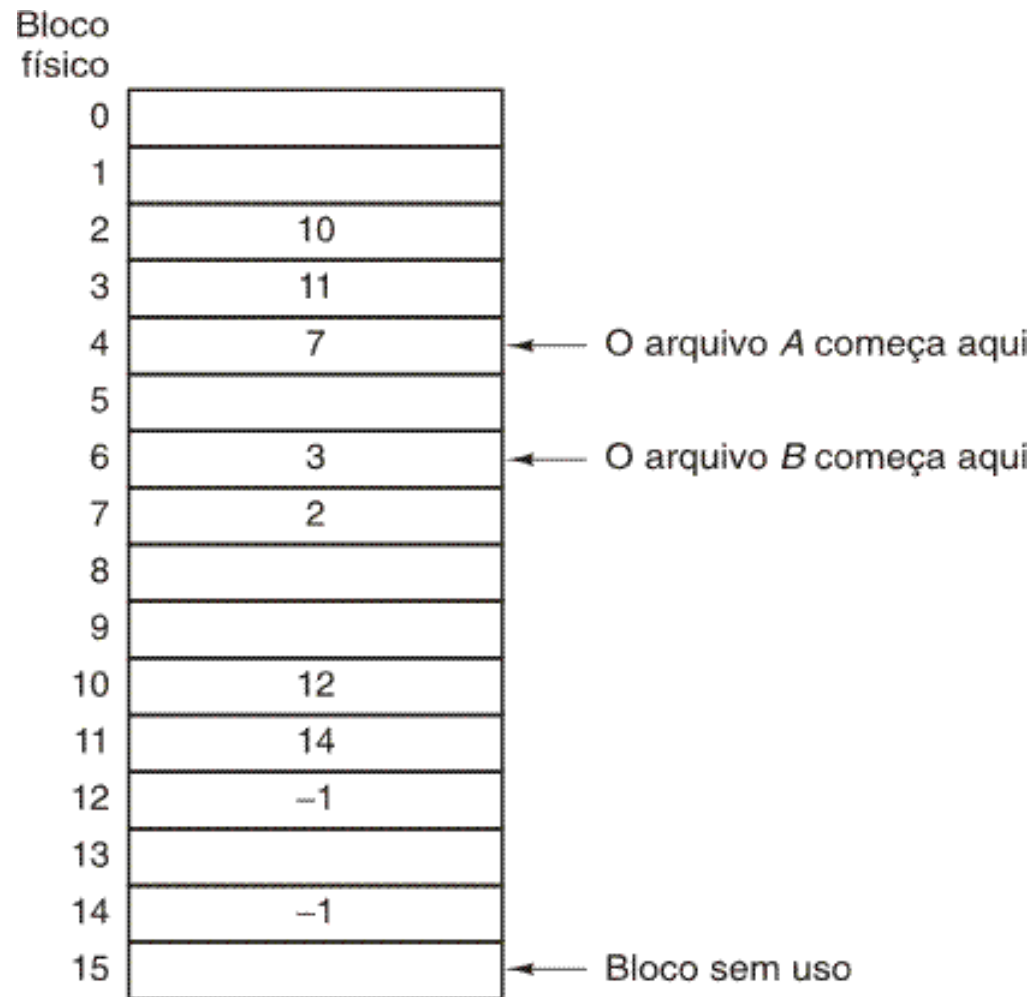 Bloco
físico
0
1
2 10
3 11
4 7 O arquivo A começa aqui
5
6 3 O arquivo B começa aqui
7 2
8
9
10 12
11 14
12 –1
13
14 –1
15 Bloco sem uso